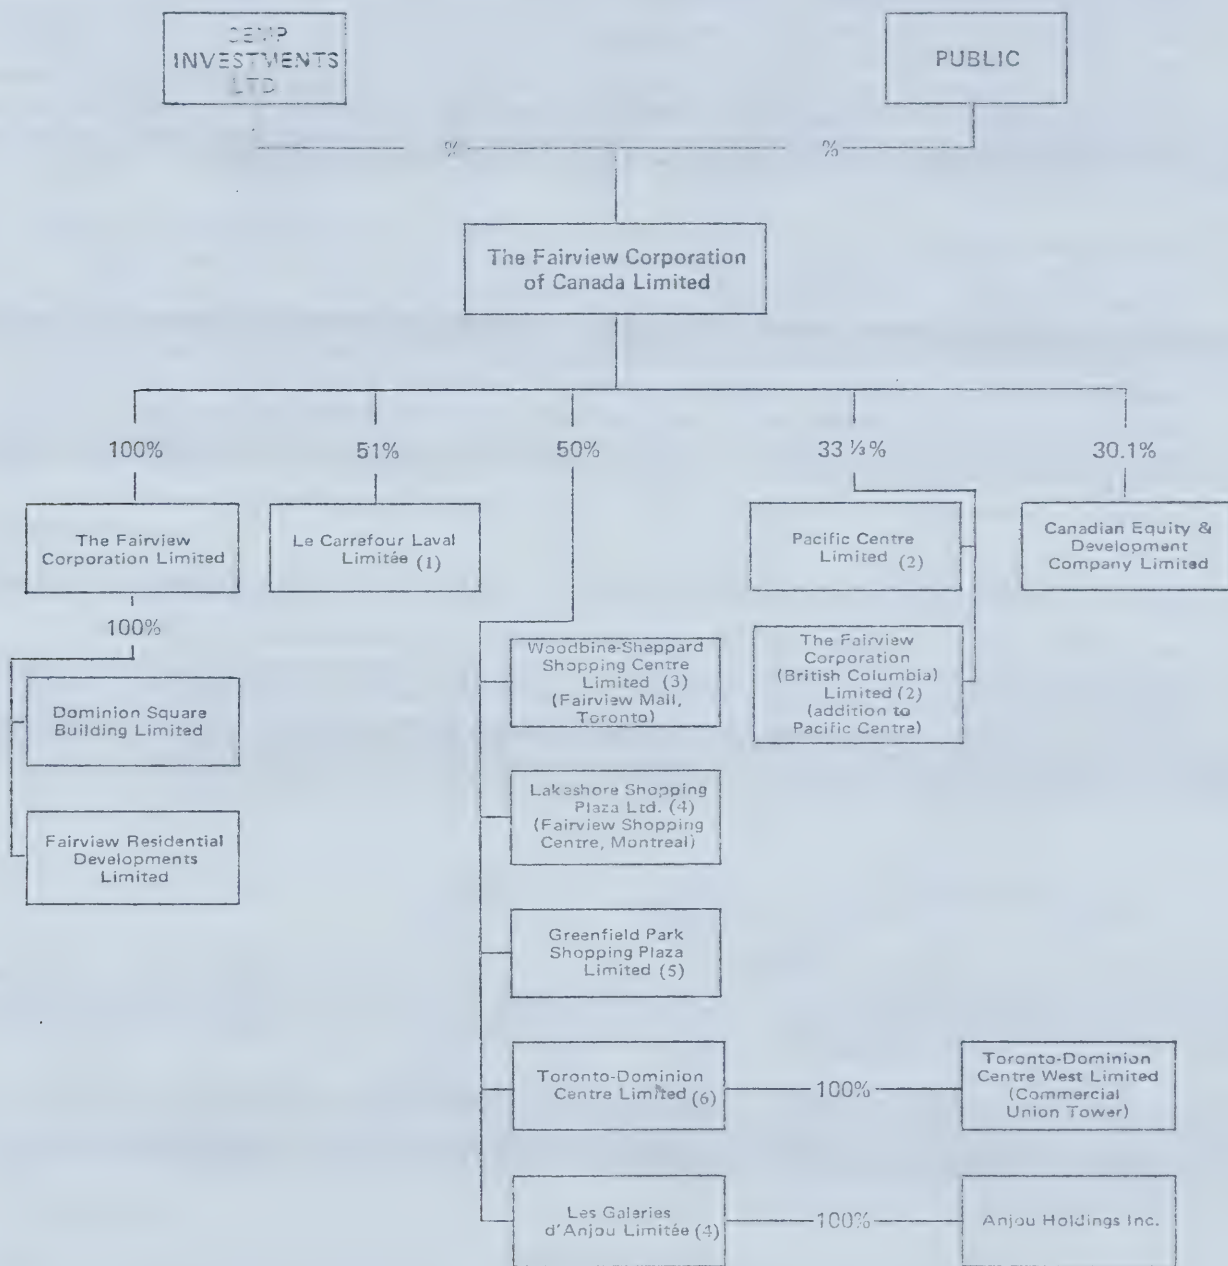 CEMP
INVESTMENTS
LTD
PUBLIC
%
%
The Fairview Corporation
of Canada Limited
100%
51%
50%
33 ⅓%
30.1%
The Fairview
Corporation Limited
Le Carrefour Laval
Limitée (1)
Pacific Centre
Limited (2)
Canadian Equity &
Development
Company Limited
100%
Dominion Square
Building Limited
Fairview Residential
Developments
Limited
Woodbine-Sheppard
Shopping Centre
Limited (3)
(Fairview Mall,
Toronto)
The Fairview
Corporation
(British Columbia)
Limited (2)
(addition to
Pacific Centre)
Lakeshore Shopping
Plaza Ltd. (4)
(Fairview Shopping
Centre, Montreal)
Greenfield Park
Shopping Plaza
Limited (5)
Toronto-Dominion
Centre Limited (6)
100%
Toronto-Dominion
Centre West Limited
(Commercial
Union Tower)
Les Galeries
d'Anjou Limitée (4)
100%
Anjou Holdings Inc.